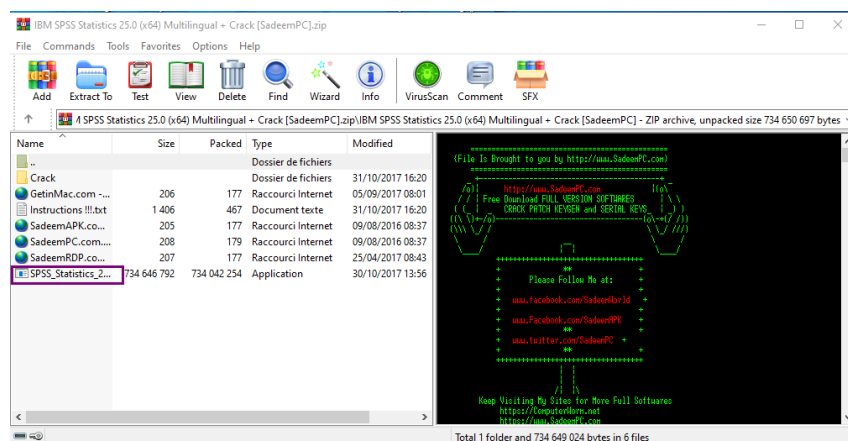 IBM SPSS Statistics 25.0 (x64) Multilingual + Crack [SadeemPC].zip
File Commands Tools Favorites Options Help
Add Extract To Test View Delete Find Wizard Info VirusScan Comment SFX
SPSS Statistics 25.0 (x64) Multilingual + Crack [SadeemPC].zip\IBM SPSS Statistics 25.0 (x64) Multilingual + Crack [SadeemPC] - ZIP archive, unpacked size 734 650 697 bytes
Name Size Packed Type Modified
.. Dossier de fichiers
Crack Dossier de fichiers 31/10/2017 16:20
GetinMac.com -... 206 177 Raccourci Internet 05/09/2017 08:01
Instructions !!!.txt 1 406 467 Document texte 31/10/2017 16:20
SadeemAPK.co... 205 177 Raccourci Internet 09/08/2016 08:37
SadeemPC.com.... 208 179 Raccourci Internet 09/08/2016 08:37
SadeemRDP.co... 207 177 Raccourci Internet 25/04/2017 08:43
SPSS_Statistics_2... 734 646 792 734 042 254 Application 30/10/2017 13:56
(File Is Brought to you by http://www.SadeemPC.com)
http://www.SadeemPC.com
Free Download FULL VERSION SOFTWARES
CRACK PATCH KEYGEN and SERIAL KEYS
Please Follow Me at:
www.facebook.com/SadeemWorld
www.Facebook.com/SadeemAPK
www.twitter.com/SadeemPC
Keep Visiting My Sites for More Full Softwares
https://ComputerWorm.net
https://www.SadeemPC.com
Total 1 folder and 734 649 024 bytes in 6 files